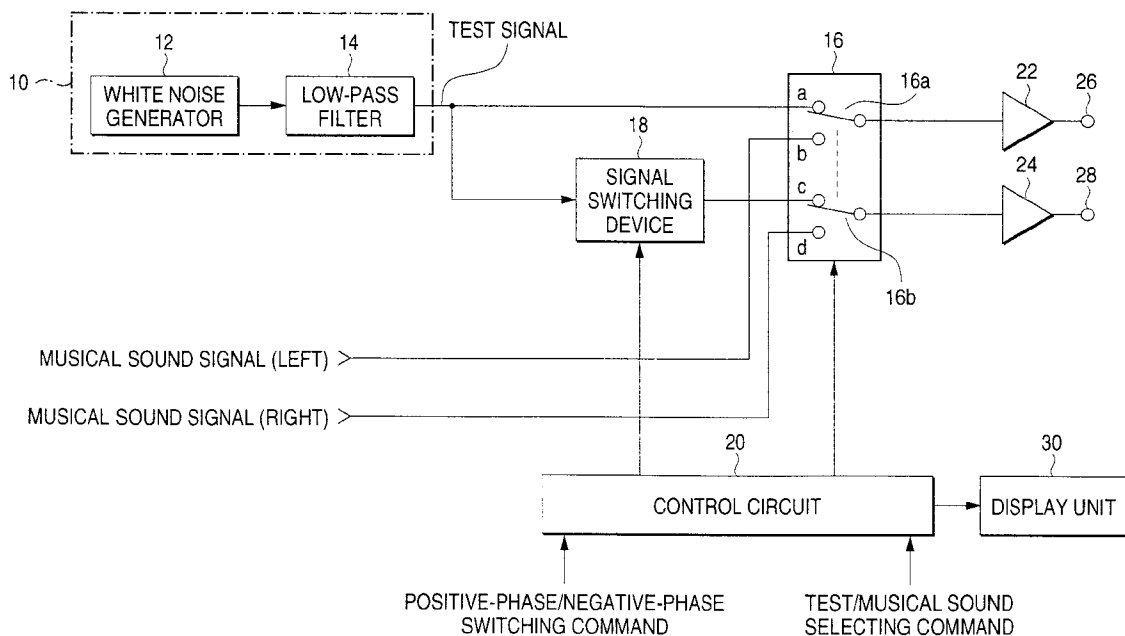 TEST SIGNAL
10
12
WHITE NOISE
GENERATOR
14
LOW-PASS
FILTER
16
16a
a
b
c
d
16b
18
SIGNAL
SWITCHING
DEVICE
22
26
24
28
MUSICAL SOUND SIGNAL (LEFT)
MUSICAL SOUND SIGNAL (RIGHT)
20
CONTROL CIRCUIT
30
DISPLAY UNIT
POSITIVE-PHASE/NEGATIVE-PHASE
SWITCHING COMMAND
TEST/MUSICAL SOUND
SELECTING COMMAND